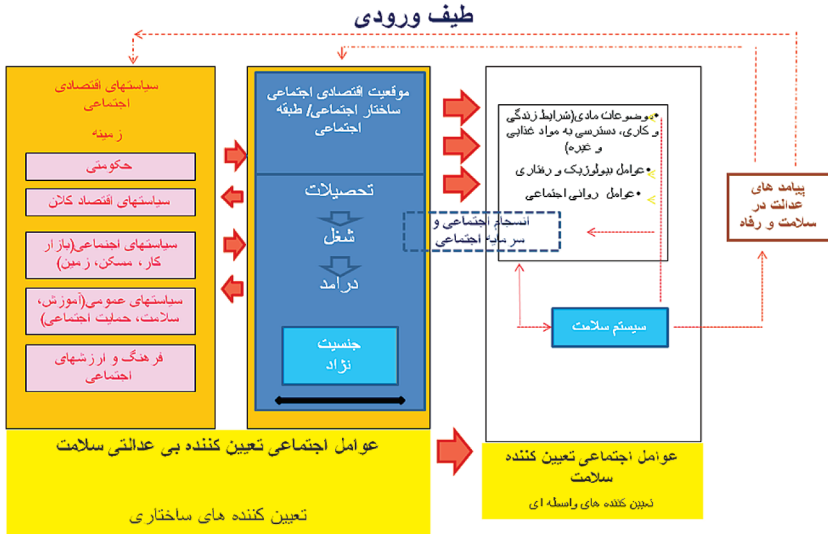 طیف ورودی
سیاستهای اقتصادی
اجتماعی
زمینه
حکومتی
سیاستهای اقتصاد کلان
سیاستهای اجتماعی(بازار
کار، مسکن، زمین)
سیاستهای عمومی(آموزش،
سلامت، حمایت اجتماعی)
فرهنگ و ارزشهای
اجتماعی
موقعیت اقتصادی اجتماعی
ساختار اجتماعی/ طبقه
اجتماعی
تحصیلات
شغل
درامد
جنسیت
نژاد
•موضوعات مادی(شرایط زندگی
و کاری، دسترسی به مواد غذایی
و غیره)
•عوامل بیولوژیک و رفتاری
•عوامل روانی اجتماعی
انسجام اجتماعی و
سرمایه اجتماعی
سیستم سلامت
پیامد های
عدالت در
سلامت و رفاه
عوامل اجتماعی تعیین کننده بی عدالتی سلامت
تعیین کننده های ساختاری
عوامل اجتماعی تعیین کننده
سلامت
تعیین کننده های واسطه ای